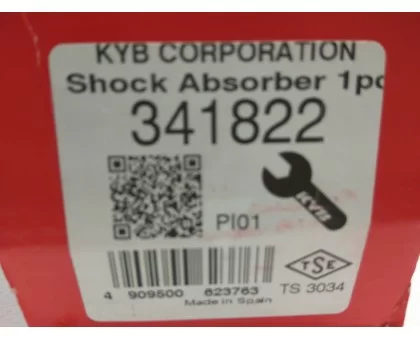 KYB CORPORATION
Shock Absorber 1pc
341822
KYB
PI01
TSE
4 909500 623763
TS 3034
Made in Spain